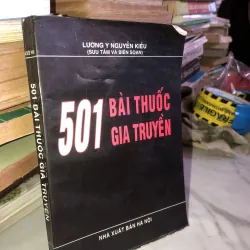 LƯƠNG Y NGUYỄN KIỀU
(SƯU TẦM VÀ BIÊN SOẠN)
501 BÀI THUỐC
GIA TRUYỀN
NHÀ XUẤT BẢN HÀ NỘI
501 BÀI THUỐC GIA TRUYỀN
FRAGILE